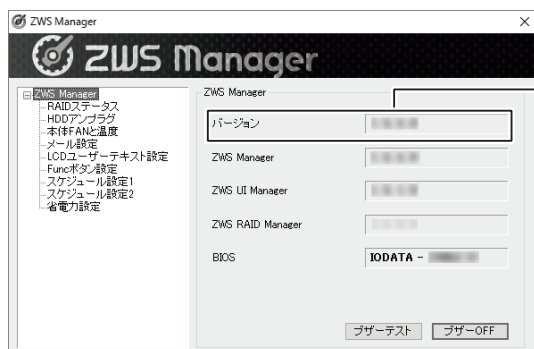 ZWS Manager
ZWS Manager
ZWS Manager
RAIDステータス
HDDアンプラグ
本体FANと温度
メール設定
LCDユーザーテキスト設定
Funcボタン設定
スケジュール設定1
スケジュール設定2
省電力設定
ZWS Manager
バージョン
ZWS Manager
ZWS UI Manager
ZWS RAID Manager
BIOS
IODATA -
ブザーテスト
ブザーOFF